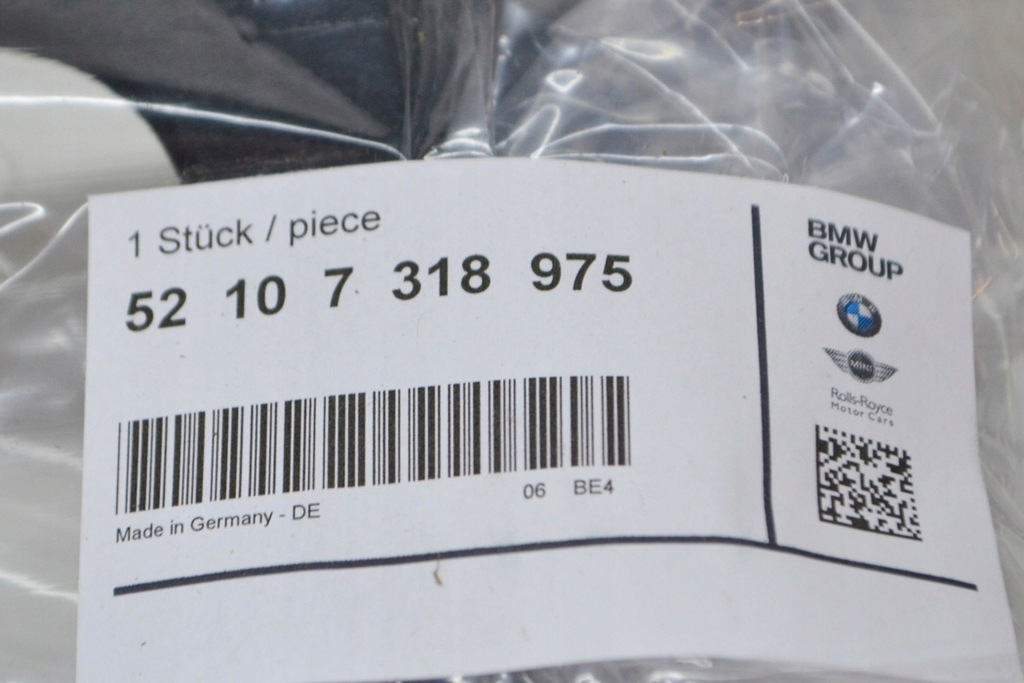 1 Stück / piece
52 10 7 318 975
Made in Germany - DE
06 BE4
BMW
GROUP
MINI
Rolls-Royce
Motor Cars